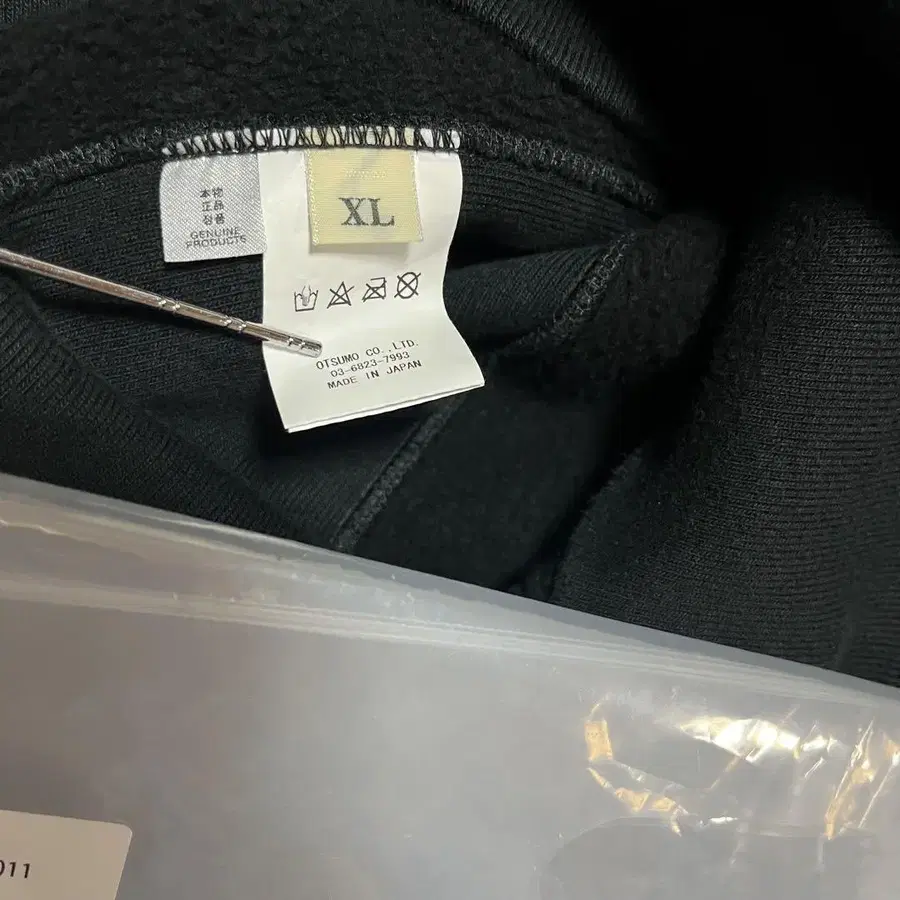 本物
正品
정품
GENUINE
PRODUCTS
XL
OTSUMO CO.,LTD.
03-6823-7993
MADE IN JAPAN
011